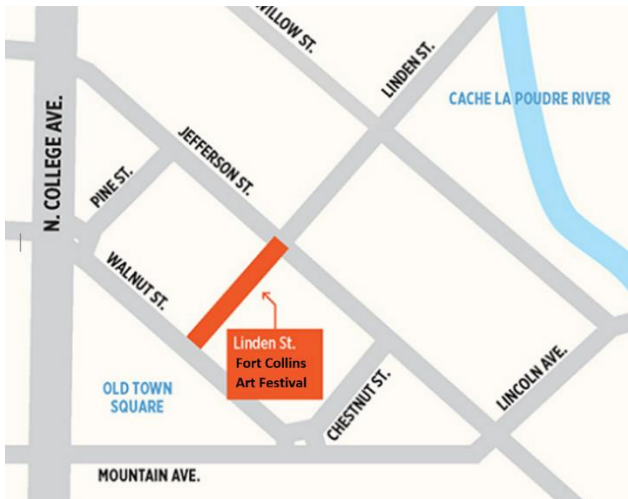 WILLOW ST.
LINDEN ST.
CACHE LA POUDRE RIVER
N. COLLEGE AVE.
JEFFERSON ST.
PINE ST.
WALNUT ST.
Linden St.
Fort Collins
Art Festival
OLD TOWN
SQUARE
CHESTNUT ST.
LINCOLN AVE.
MOUNTAIN AVE.